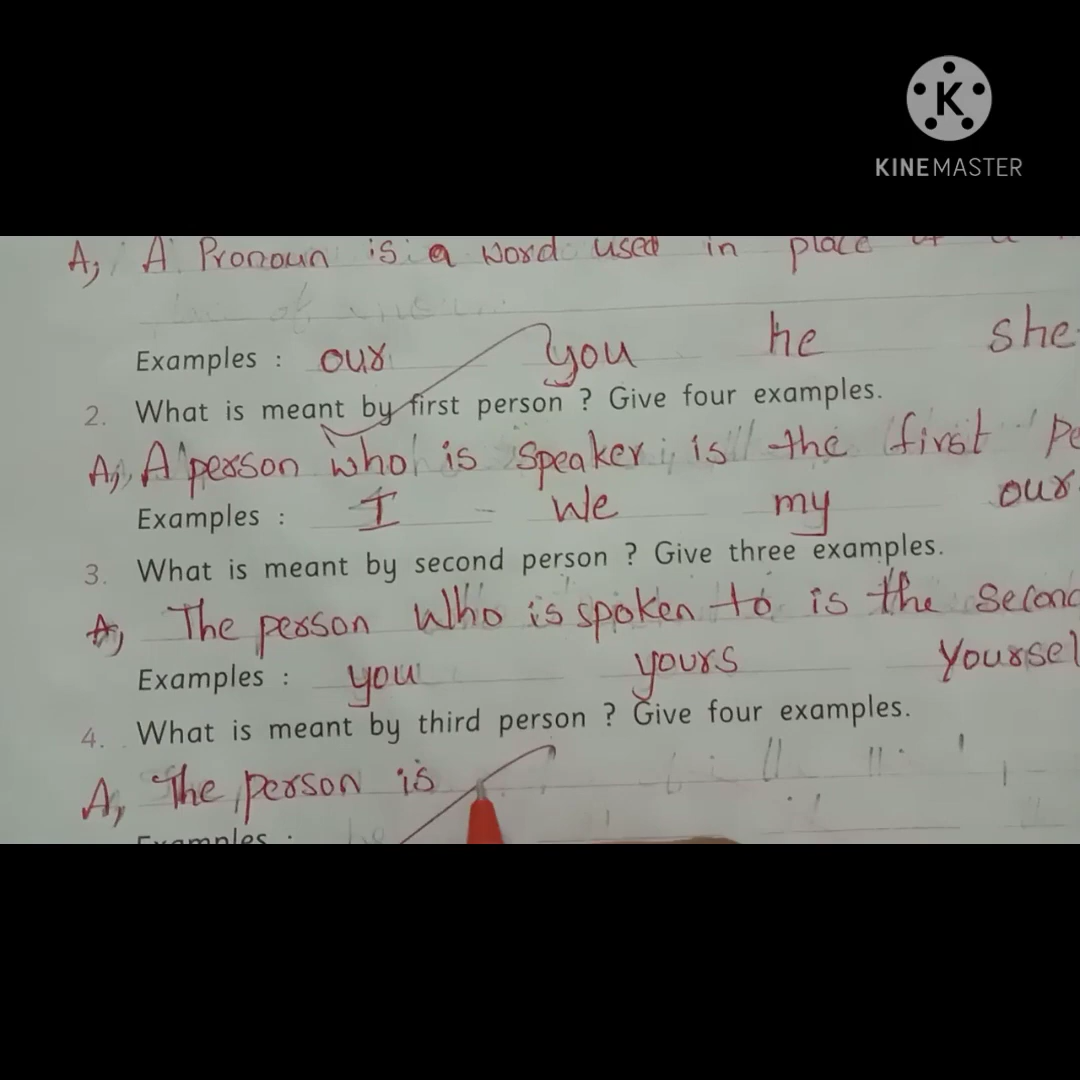 KINEMASTER
A, A Pronoun is a word used in place of a
Examples : our you he she
2. What is meant by first person ? Give four examples.
A, A person who is speaker is the first Pe
Examples : I We my our
3. What is meant by second person ? Give three examples.
A, The person Who is spoken to is the second
Examples : you yours Yoursel
4. What is meant by third person ? Give four examples.
A, The person is
Examples :